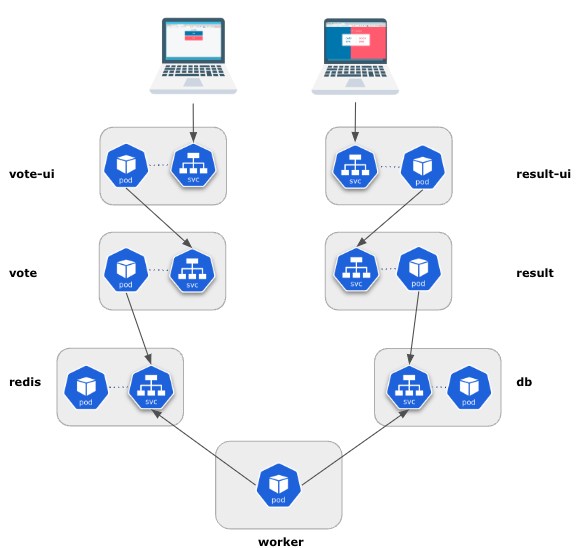 vote-ui
pod
svc
svc
pod
result-ui
vote
pod
svc
svc
pod
result
redis
pod
svc
svc
pod
db
pod
worker